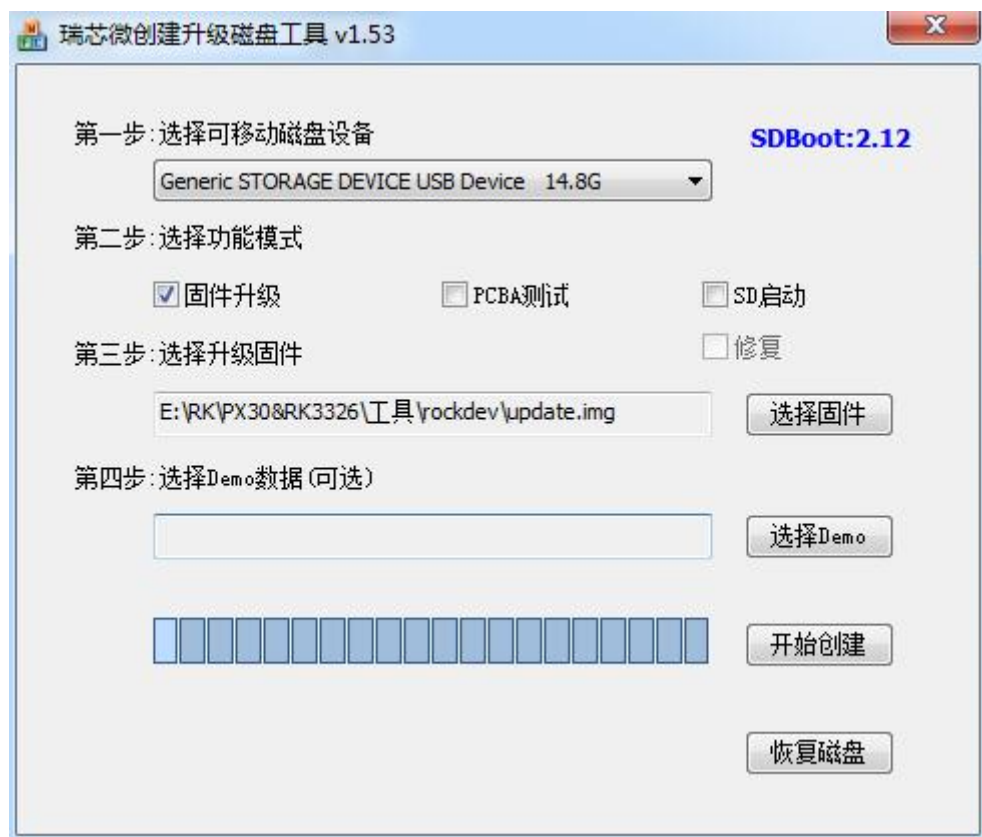 瑞芯微创建升级磁盘工具 v1.53
第一步:选择可移动磁盘设备
SDBoot:2.12
Generic STORAGE DEVICE USB Device 14.8G
第二步:选择功能模式
固件升级
PCBA测试
SD启动
第三步:选择升级固件
修复
E:\RK\PX30&RK3326\工具\rockdev\update.img
选择固件
第四步:选择Demo数据(可选)
选择Demo
开始创建
恢复磁盘